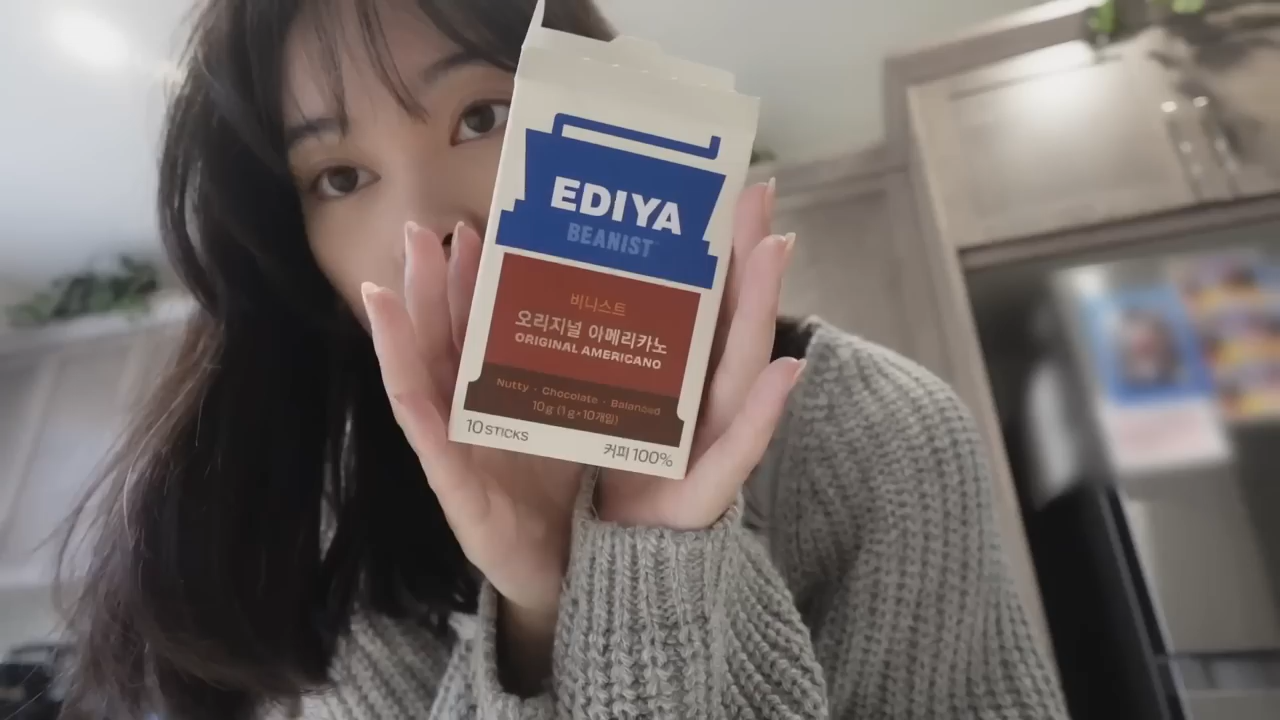 EDIYA
BEANIST
비니스트
오리지널 아메리카노
ORIGINAL AMERICANO
Nutty · Chocolate · Balanced
10g (1g×10개입)
10 STICKS
커피 100%